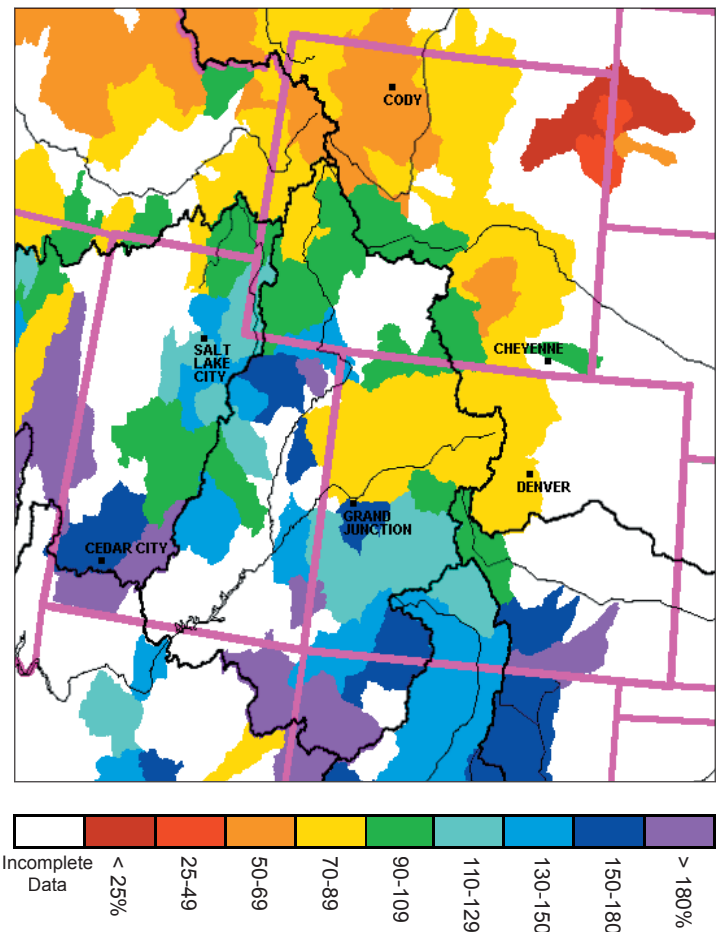 CODY
SALT
LAKE
CITY
CHEYENNE
DENVER
GRAND
JUNCTION
CEDAR CITY
Incomplete
Data
< 25%
25-49
50-69
70-89
90-109
110-129
130-150
150-180
> 180%